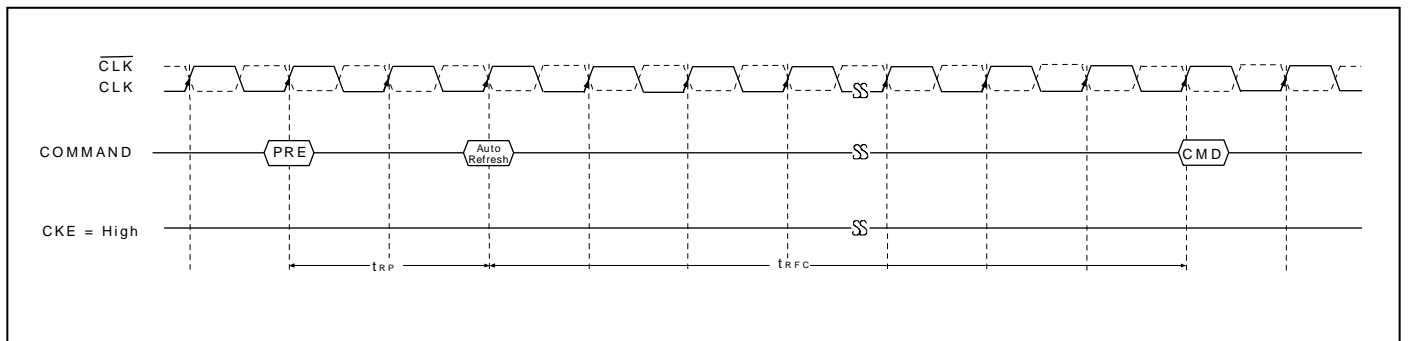 CLK
CLK
COMMAND
PRE
Auto
Refresh
CMD
CKE = High
tRP
tRFC